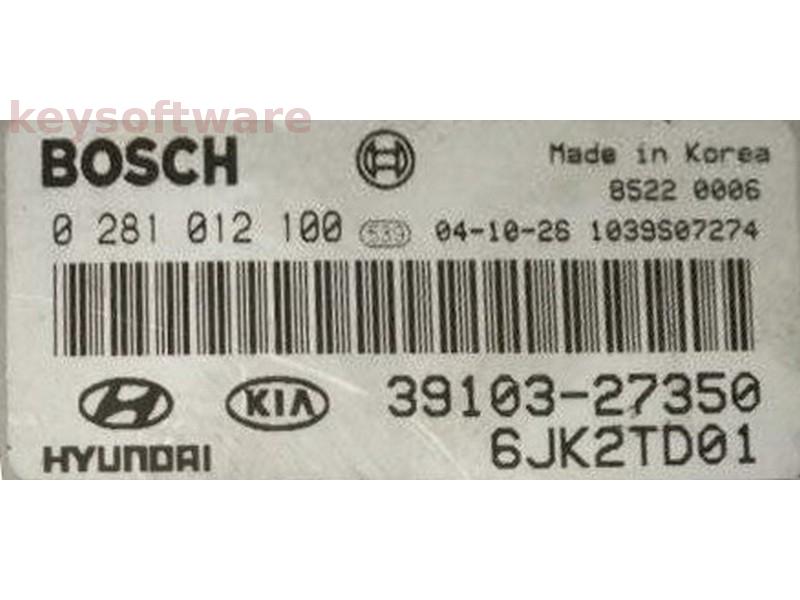 keysoftware
BOSCH
Made in Korea
8522 0006
0 281 012 100 539 04-10-26 1039S07274
39103-27350
KIA
6JK2TD01
HYUNDAI